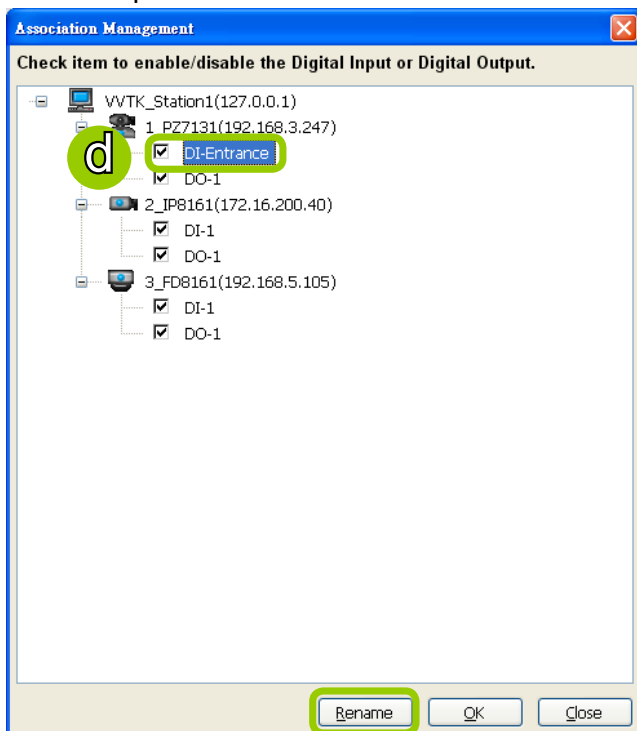 Association Management
Check item to enable/disable the Digital Input or Digital Output.
VVTK_Station1(127.0.0.1)
1_PZ7131(192.168.3.247)
d
DI-Entrance
DO-1
2_IP8161(172.16.200.40)
DI-1
DO-1
3_FD8161(192.168.5.105)
DI-1
DO-1
Rename OK Close